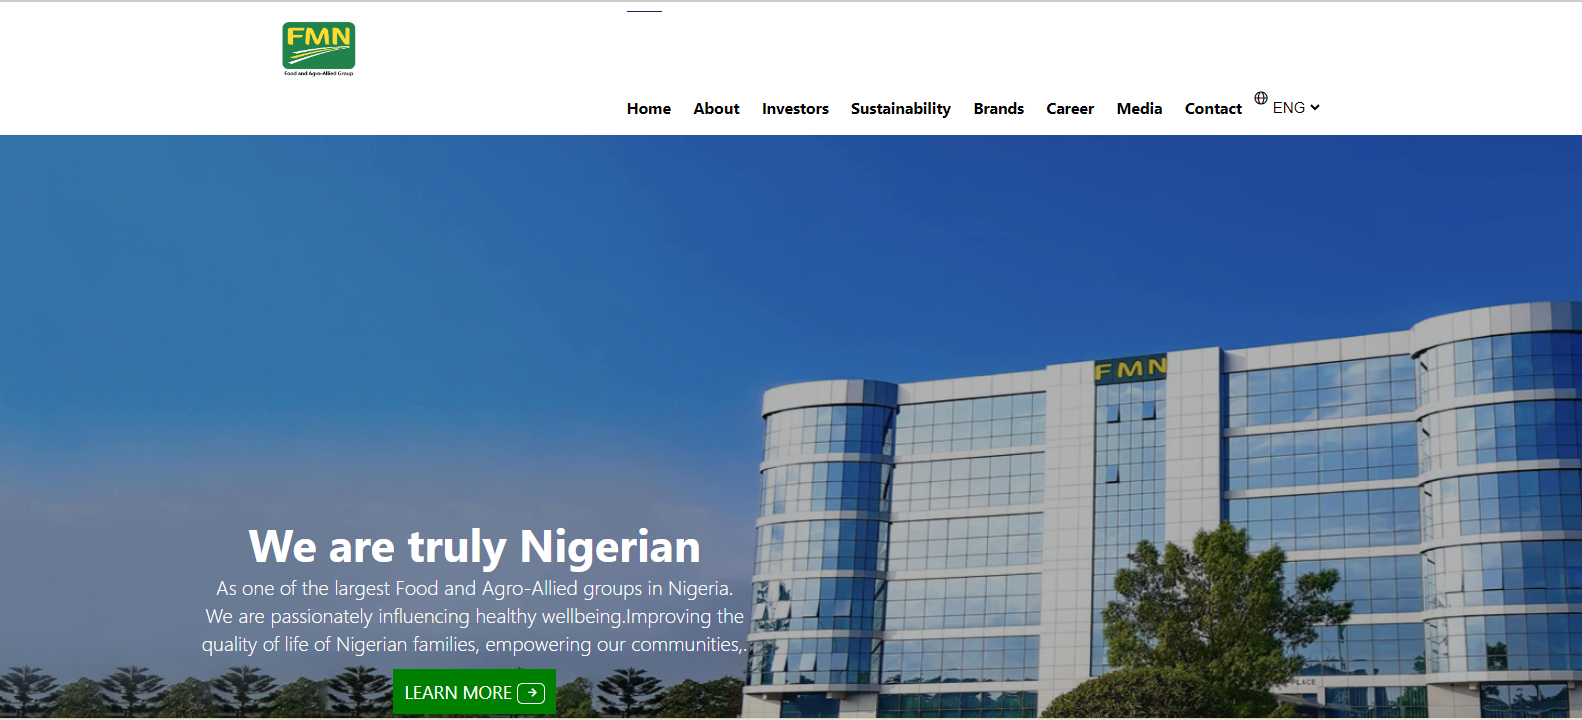 FMN
Food and Agro-Allied Group
Home About Investors Sustainability Brands Career Media Contact ENG
FMN
We are truly Nigerian
As one of the largest Food and Agro-Allied groups in Nigeria.
We are passionately influencing healthy wellbeing.Improving the
quality of life of Nigerian families, empowering our communities,.
LEARN MORE
PLACE